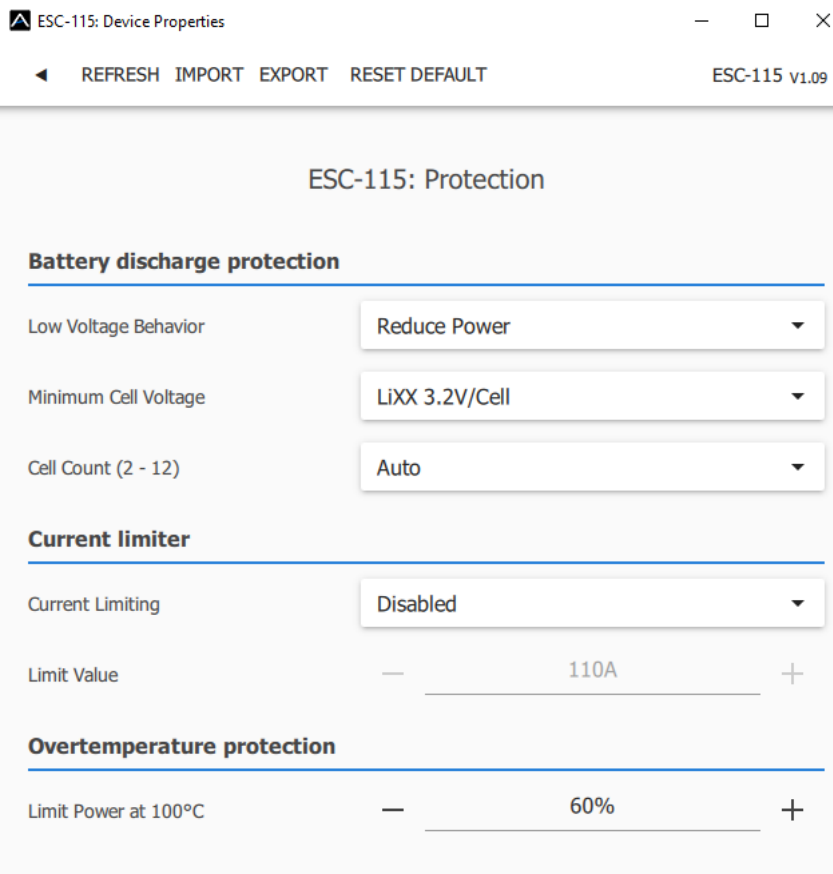 ESC-115: Device Properties
REFRESH IMPORT EXPORT RESET DEFAULT ESC-115 V1.09
ESC-115: Protection
Battery discharge protection
Low Voltage Behavior Reduce Power
Minimum Cell Voltage LiXX 3.2V/Cell
Cell Count (2 - 12) Auto
Current limiter
Current Limiting Disabled
Limit Value 110A
Overtemperature protection
Limit Power at 100°C 60%